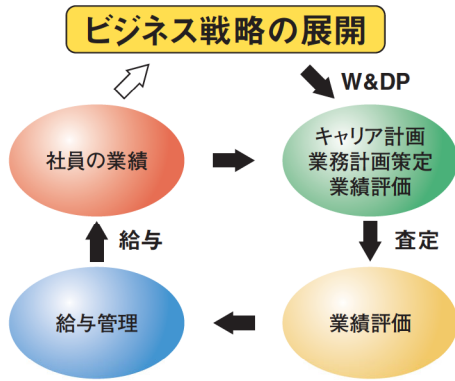 ビジネス戦略の展開
W&DP
社員の業績
キャリア計画
業務計画策定
業績評価
給与
査定
給与管理
業績評価